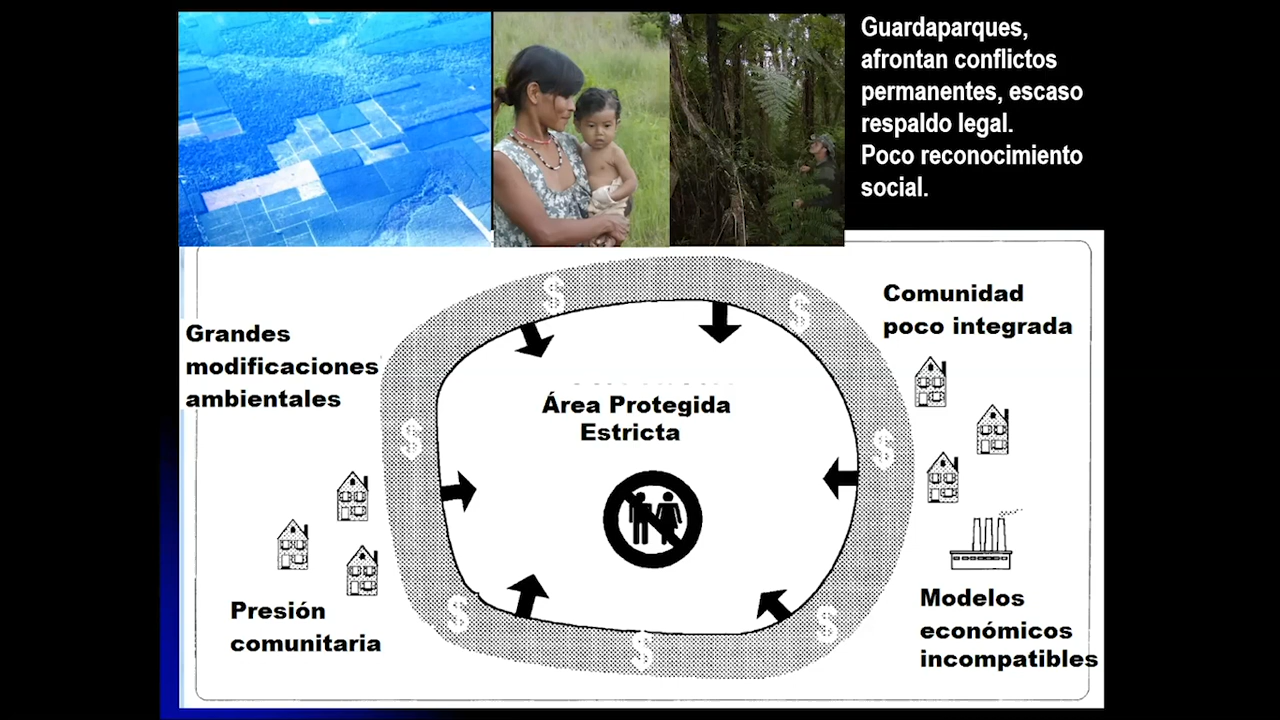 Guardaparques,
afrontan conflictos
permanentes, escaso
respaldo legal.
Poco reconocimiento
social.
Grandes
modificaciones
ambientales
Comunidad
poco integrada
Área Protegida
Estricta
Presión
comunitaria
Modelos
económicos
incompatibles
$
$
$
$
$
$
$